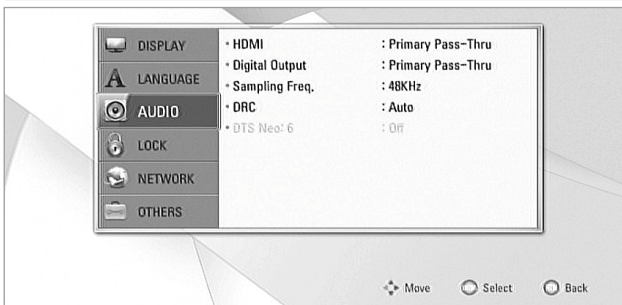 DISPLAY
LANGUAGE
AUDIO
LOCK
NETWORK
OTHERS
• HDMI : Primary Pass-Thru
• Digital Output : Primary Pass-Thru
• Sampling Freq. : 48KHz
• DRC : Auto
• DTS Neo: 6 : Off
Move Select Back